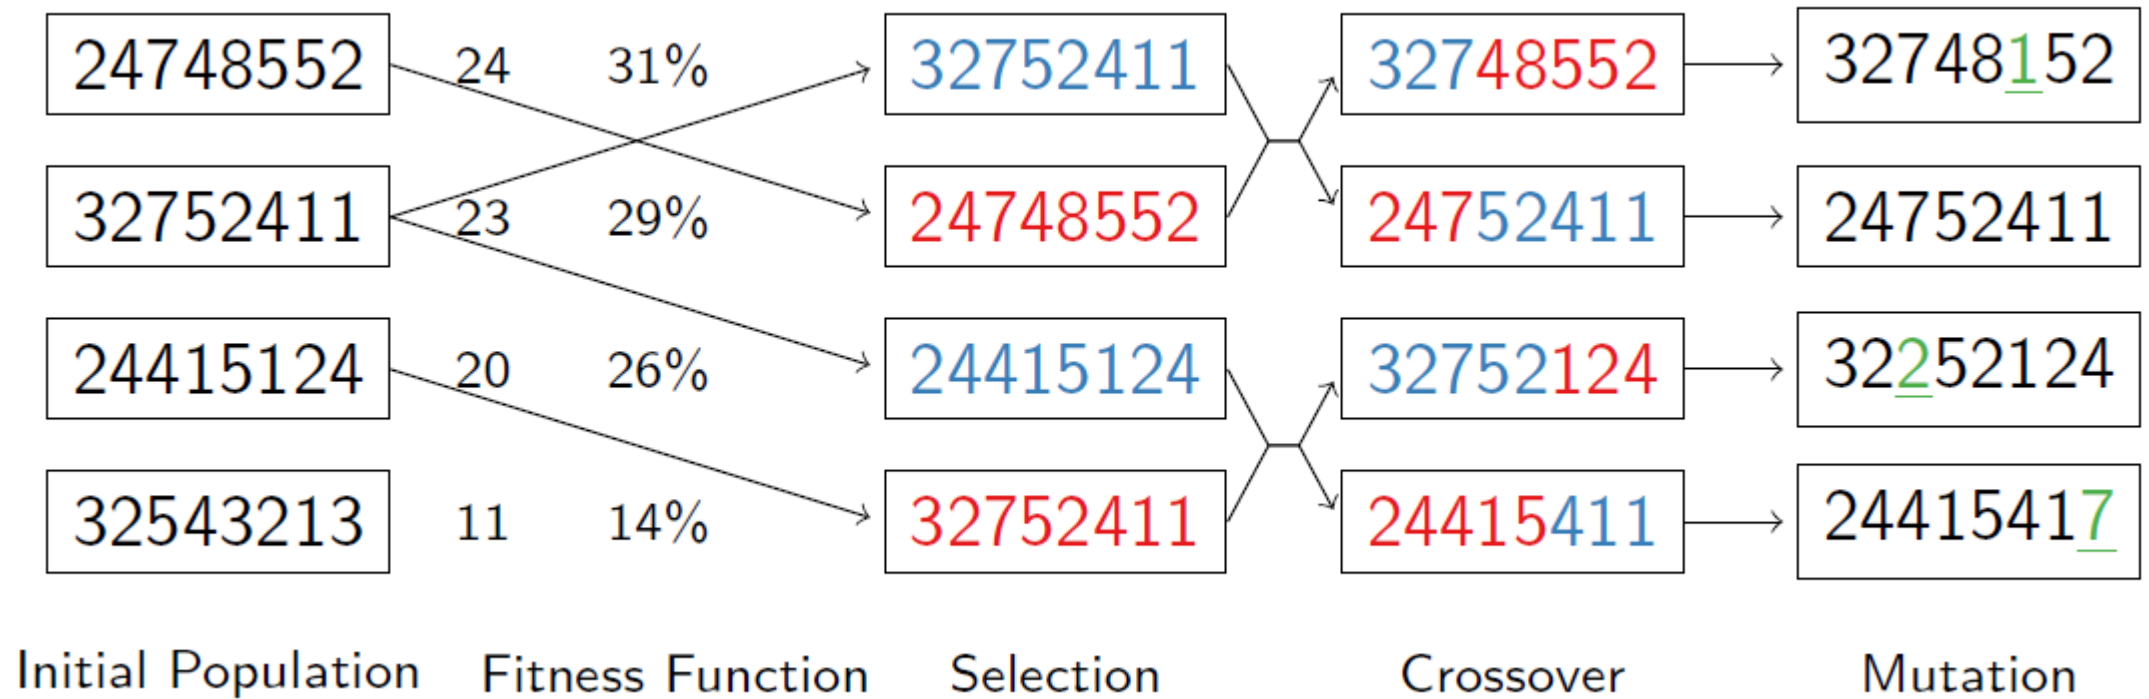 24748552 24 31% 32752411 32748552 32748152
32752411 23 29% 24748552 24752411 24752411
24415124 20 26% 24415124 32752124 32252124
32543213 11 14% 32752411 24415411 24415417
Initial Population Fitness Function Selection Crossover Mutation